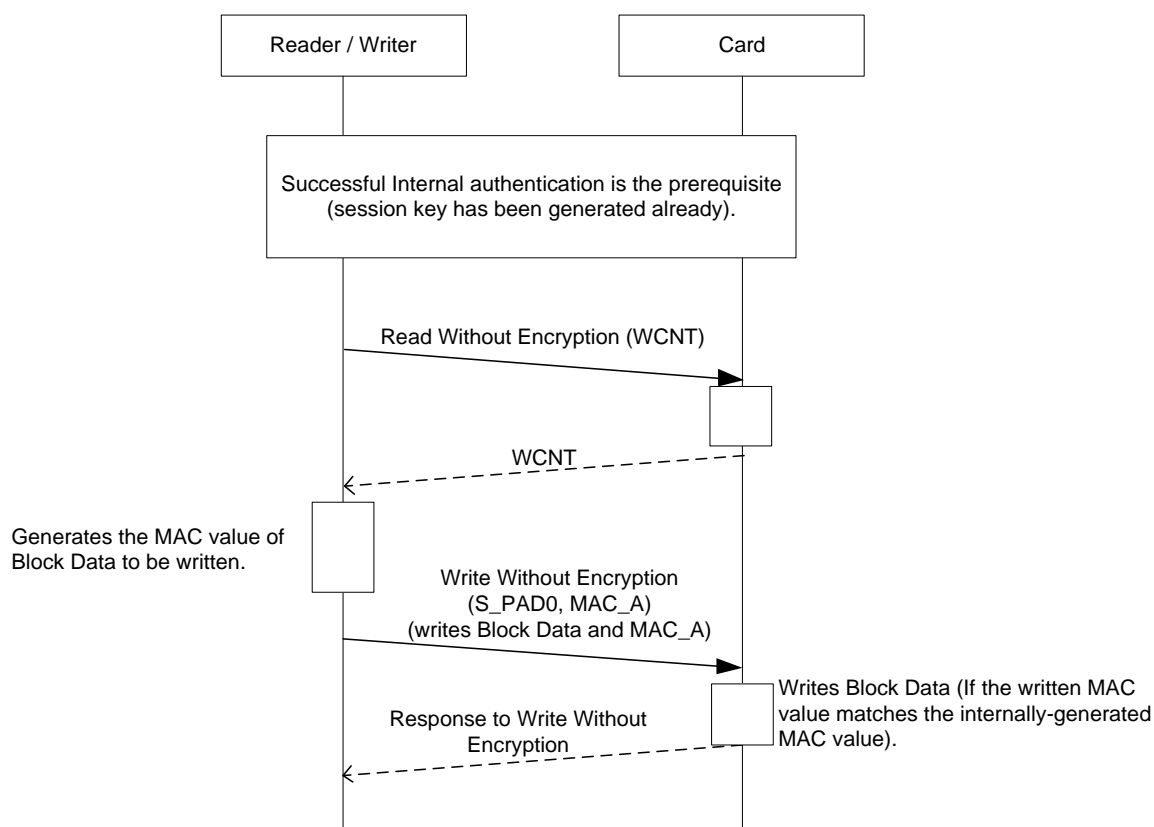 Reader / Writer
Card
Successful Internal authentication is the prerequisite
(session key has been generated already).
Read Without Encryption (WCNT)
WCNT
Generates the MAC value of
Block Data to be written.
Write Without Encryption
(S_PAD0, MAC_A)
(writes Block Data and MAC_A)
Writes Block Data (If the written MAC
value matches the internally-generated
MAC value).
Response to Write Without
Encryption